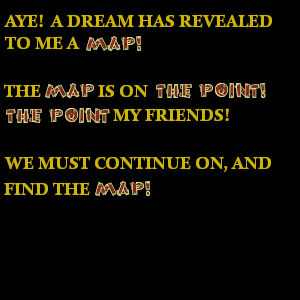 AYE! A DREAM HAS REVEALED
TO ME A MAP!
THE MAP IS ON THE POINT!
THE POINT MY FRIENDS!
WE MUST CONTINUE ON, AND
FIND THE MAP!